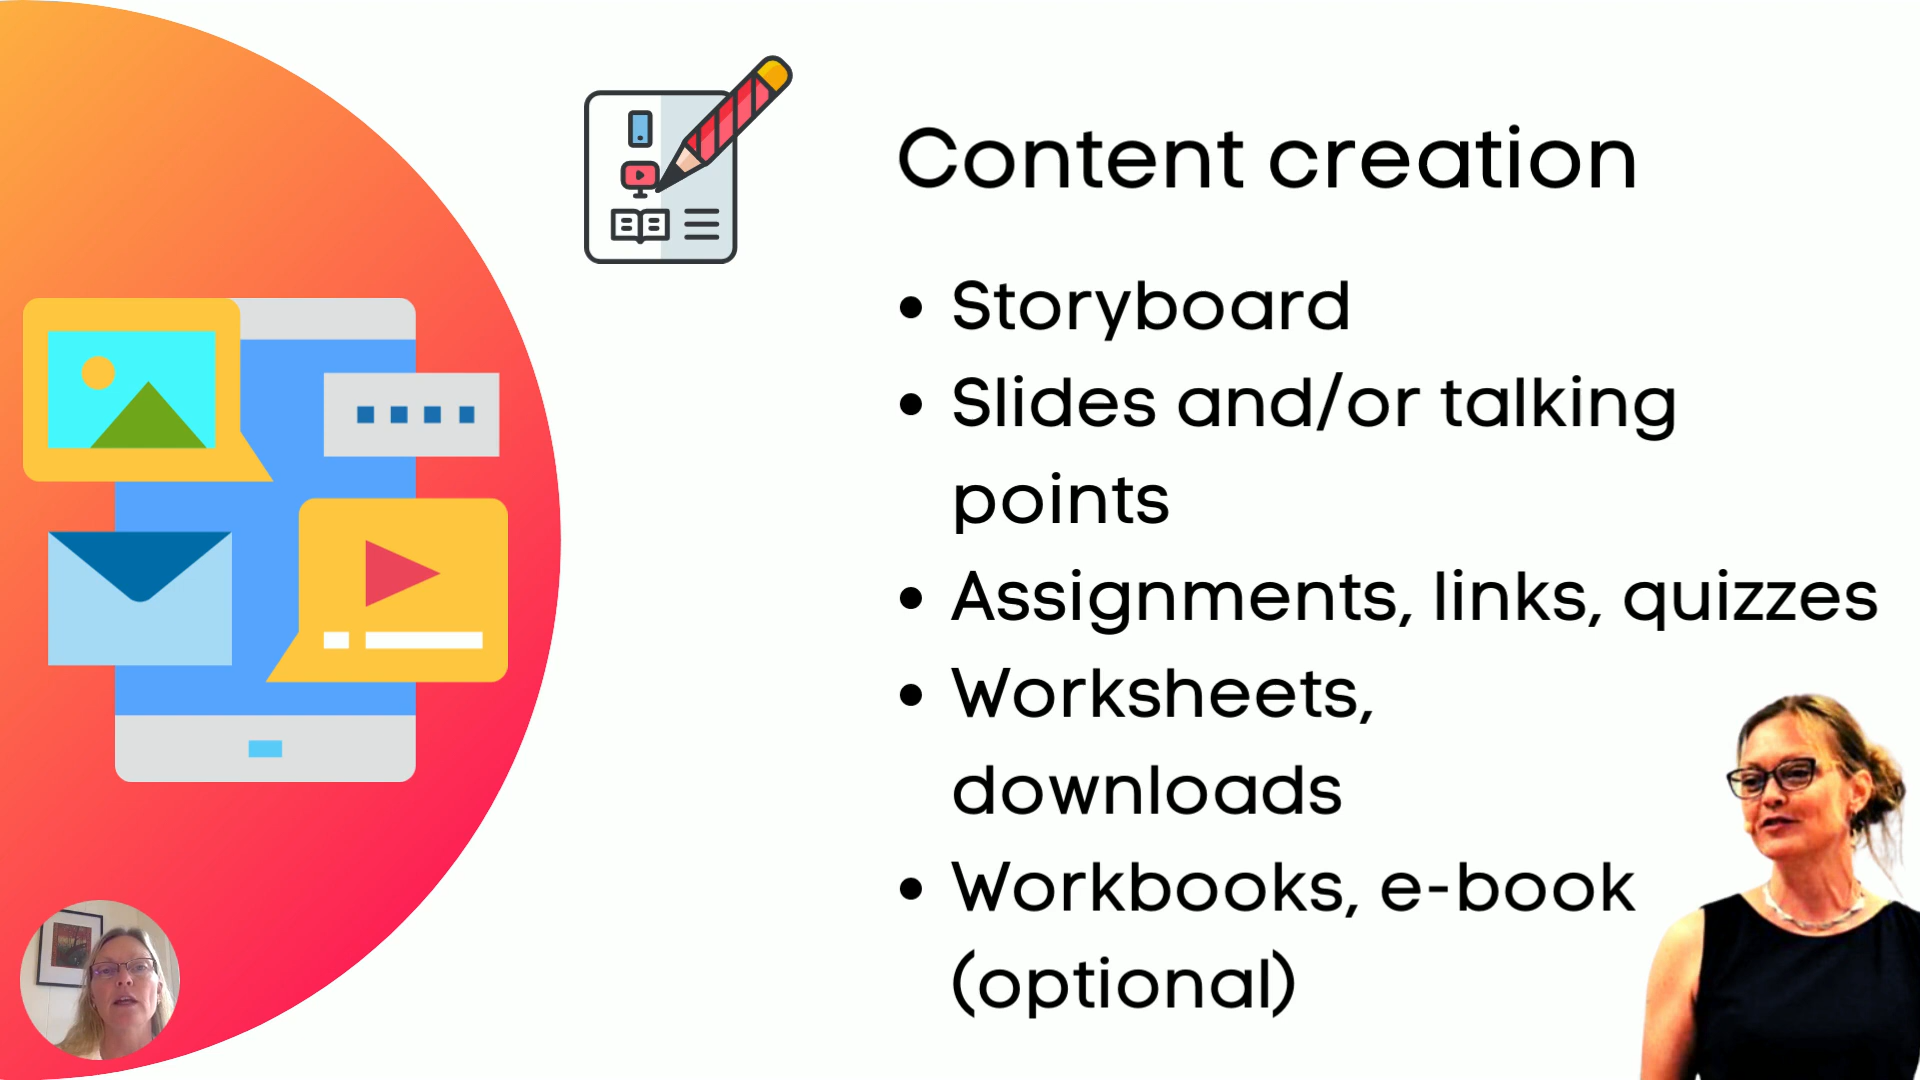 Content creation
• Storyboard
• Slides and/or talking
points
• Assignments, links, quizzes
• Worksheets,
downloads
• Workbooks, e-book
(optional)